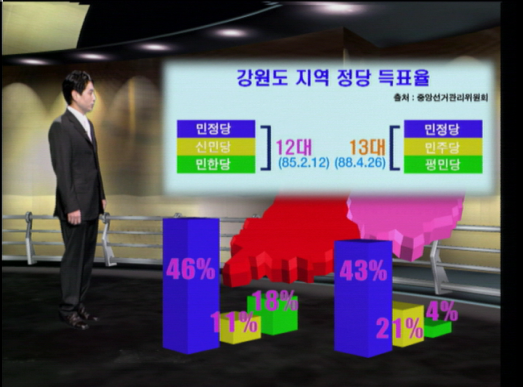 강원도 지역 정당 득표율
출처 : 중앙선거관리위원회
민정당
신민당
민한당
12대
(85.2.12)
13대
(88.4.26)
민정당
민주당
평민당
46%
11%
18%
43%
21%
4%